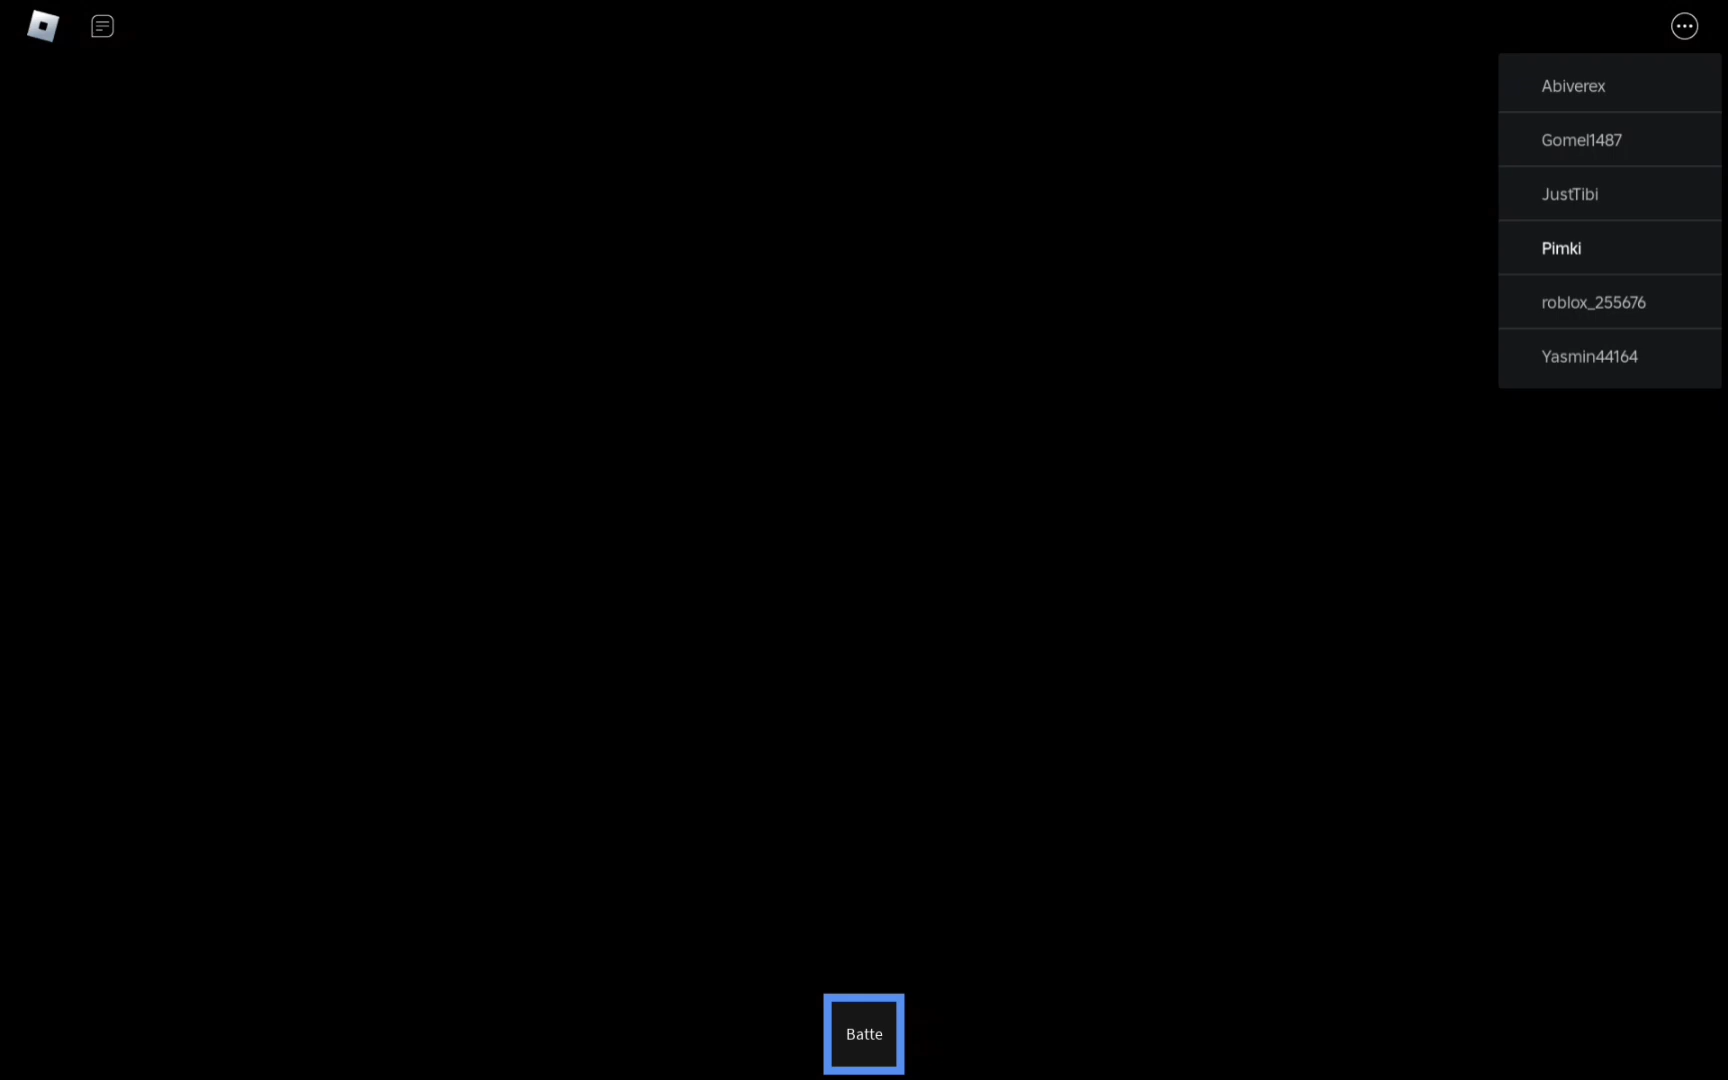 Abiverex
Gomel1487
JustTibi
Pimki
roblox_255676
Yasmin44164
Batte